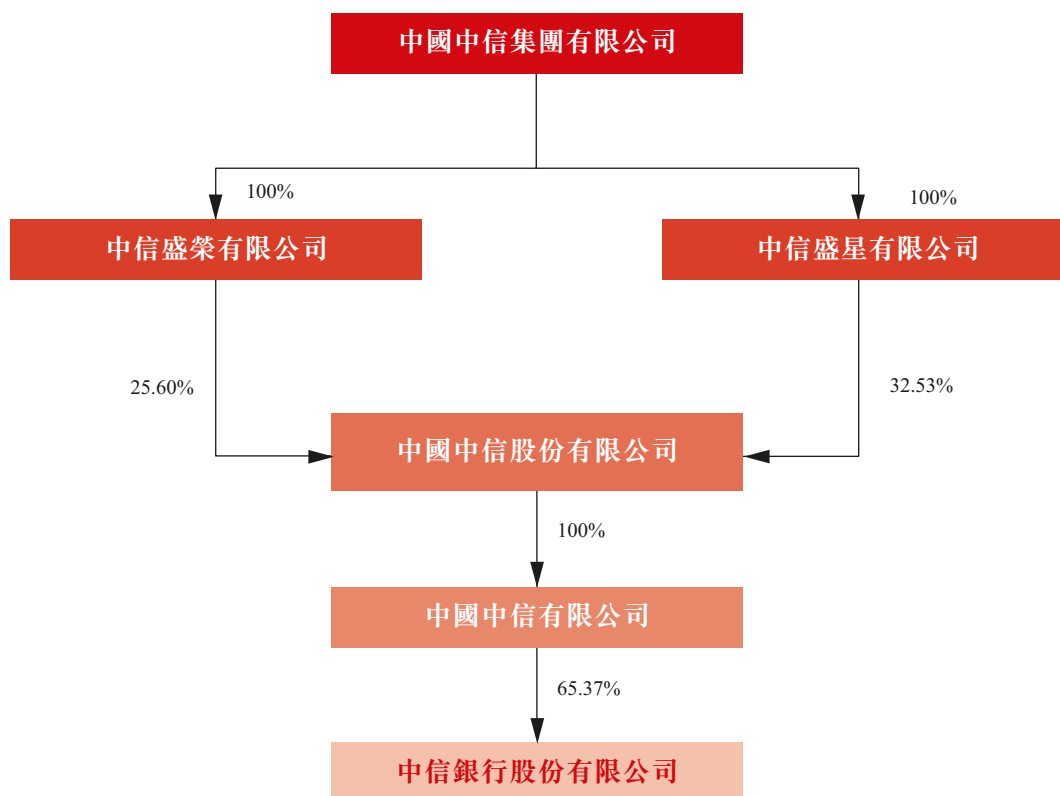 中國中信集團有限公司
100%
100%
中信盛榮有限公司
中信盛星有限公司
25.60%
32.53%
中國中信股份有限公司
100%
中國中信有限公司
65.37%
中信銀行股份有限公司